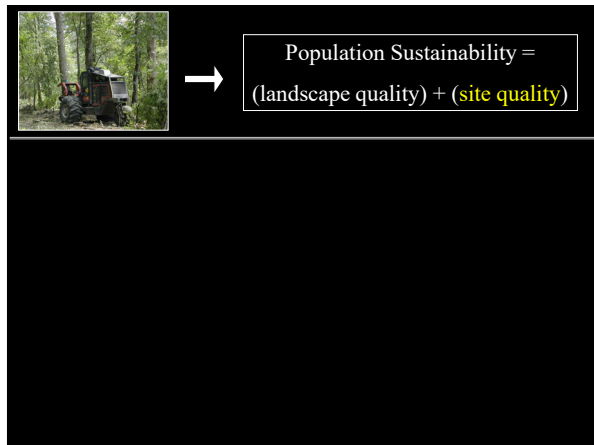 Population Sustainability =
(landscape quality) + (site quality)